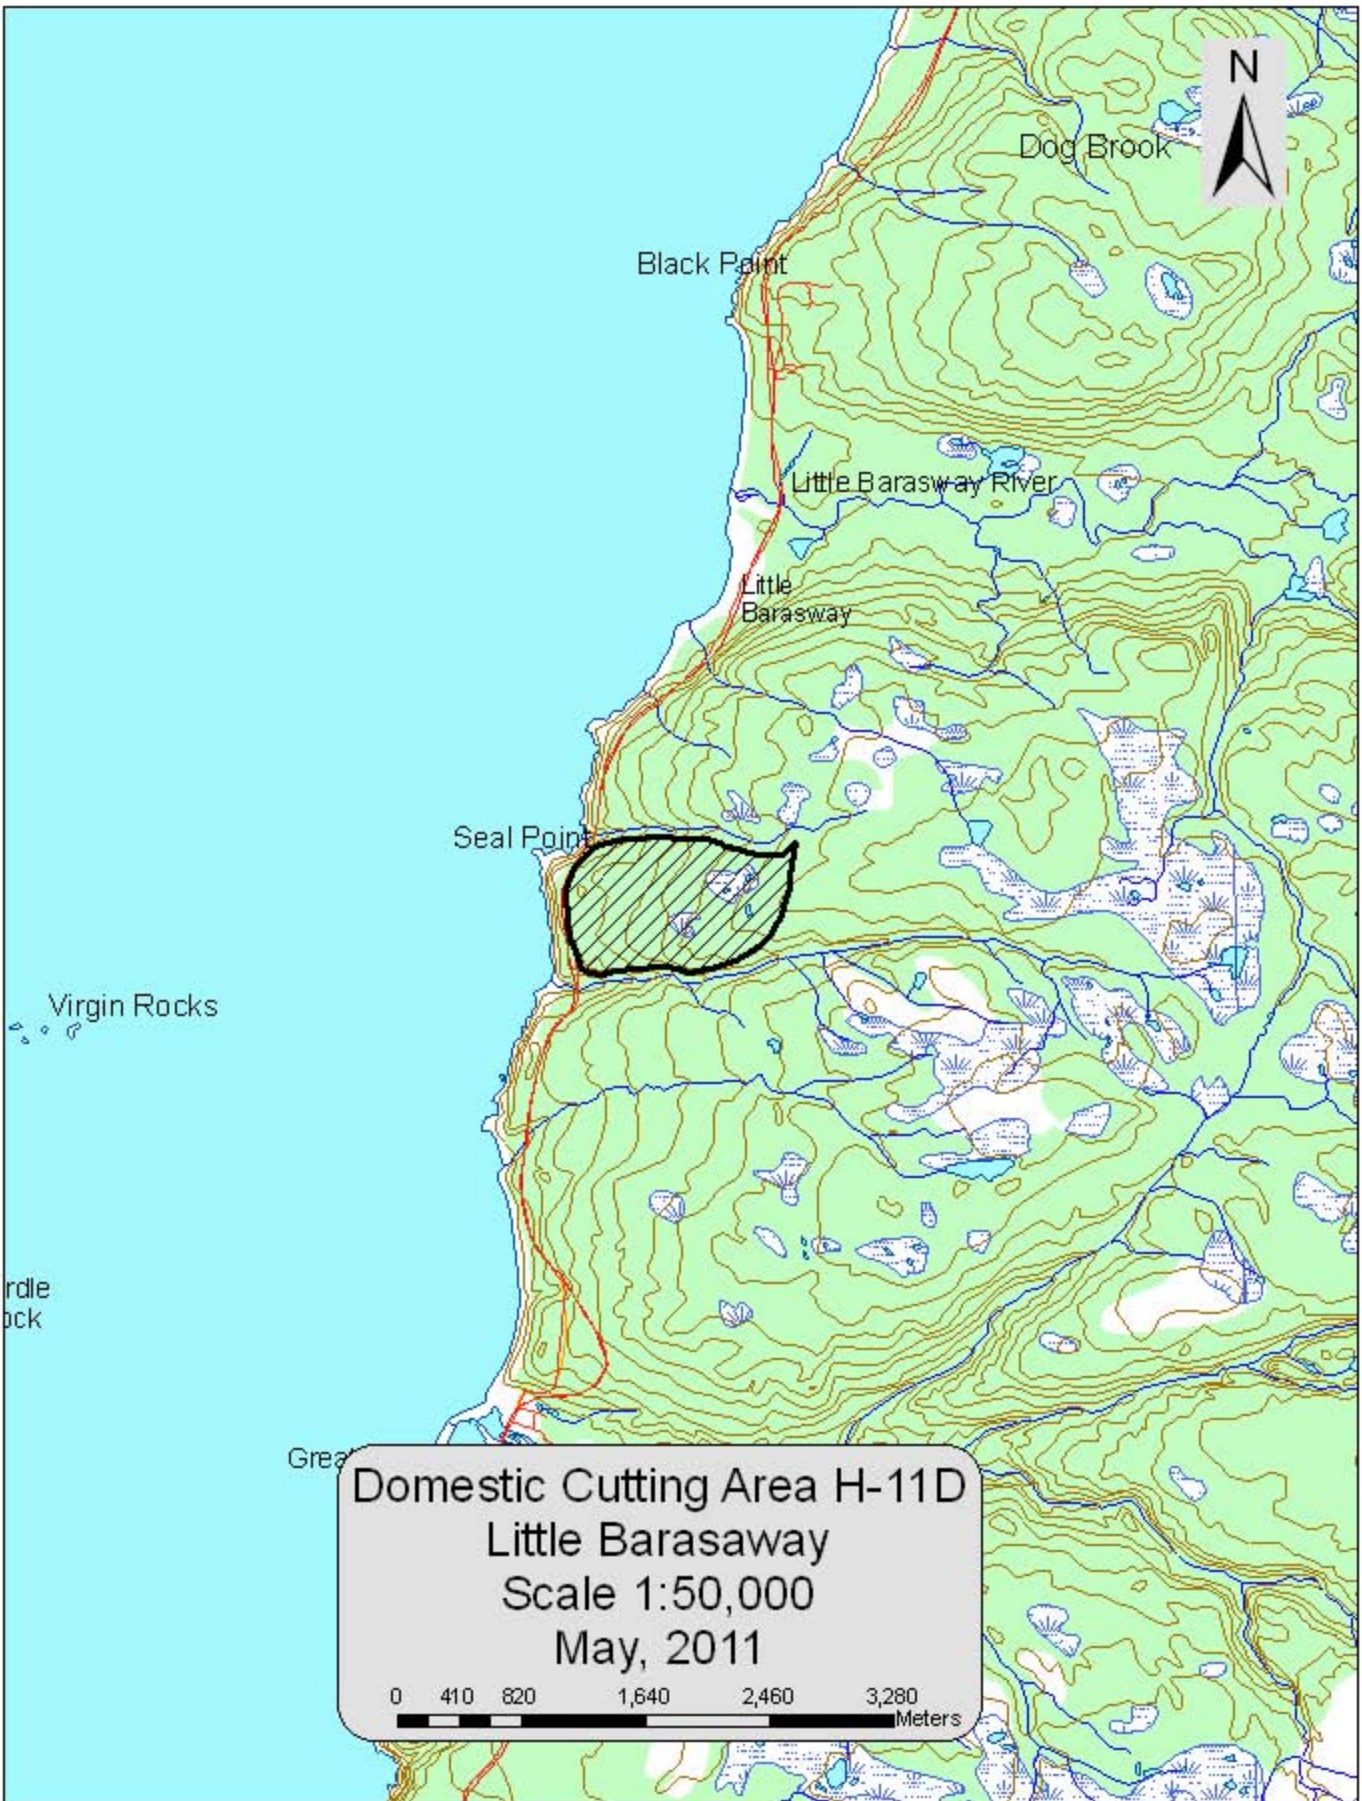 N
Dog Brook
Black Point
Little Barasway River
Little
Barasway
Seal Point
Virgin Rocks
rdle
ock
Grea
Domestic Cutting Area H-11D
Little Barasaway
Scale 1:50,000
May, 2011
0 410 820 1,640 2,460 3,280
Meters